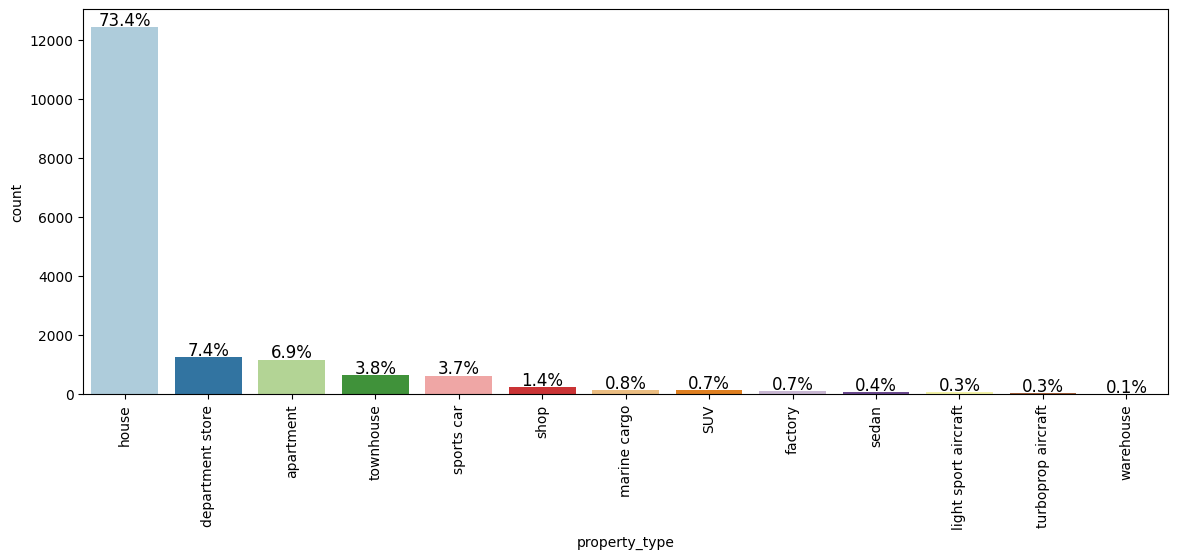 73.4%
7.4%
6.9%
3.8%
3.7%
1.4%
0.8%
0.7%
0.7%
0.4%
0.3%
0.3%
0.1%
12000
10000
8000
6000
4000
2000
0
count
house
department store
apartment
townhouse
sports car
shop
marine cargo
SUV
factory
sedan
light sport aircraft
turboprop aircraft
warehouse
property_type